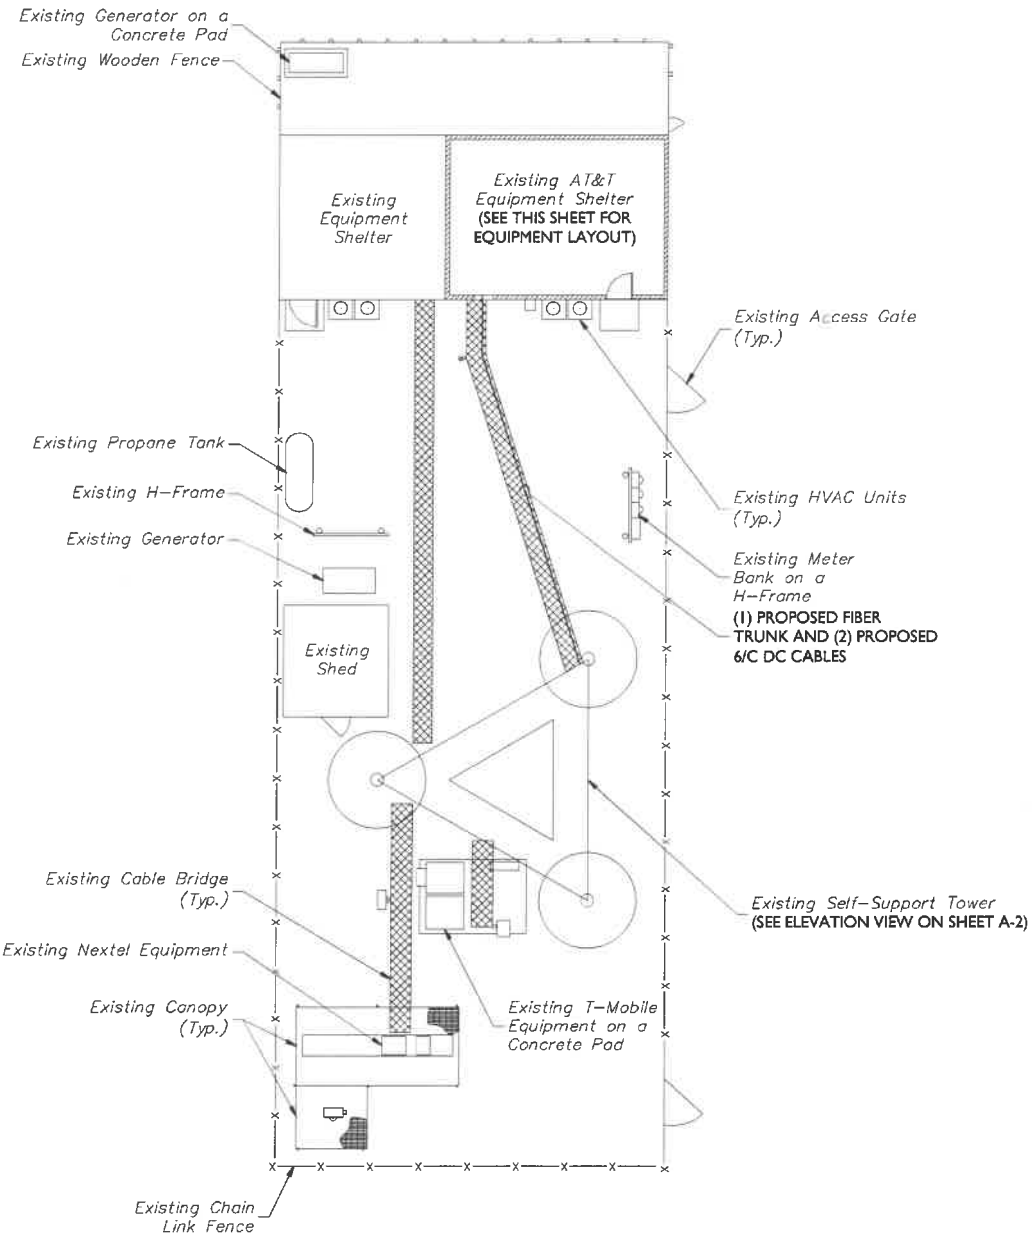 Existing Generator on a
Concrete Pad
Existing Wooden Fence
Existing
Equipment
Shelter
Existing AT&T
Equipment Shelter
(SEE THIS SHEET FOR
EQUIPMENT LAYOUT)
Existing Access Gate
(Typ.)
Existing Propane Tank
Existing H-Frame
Existing Generator
Existing HVAC Units
(Typ.)
Existing Meter
Bank on a
H-Frame
(1) PROPOSED FIBER
TRUNK AND (2) PROPOSED
6/C DC CABLES
Existing
Shed
Existing Cable Bridge
(Typ.)
Existing Self-Support Tower
(SEE ELEVATION VIEW ON SHEET A-2)
Existing Nextel Equipment
Existing Canopy
(Typ.)
Existing T-Mobile
Equipment on a
Concrete Pad
Existing Chain
Link Fence